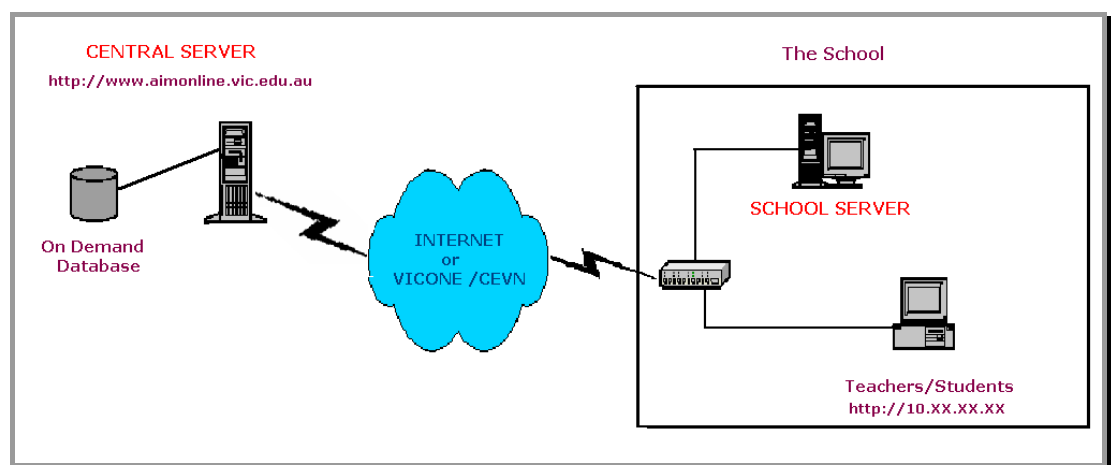 CENTRAL SERVER
http://www.aimonline.vic.edu.au
On Demand
Database
INTERNET
or
VICONE /CEVN
The School
SCHOOL SERVER
Teachers/Students
http://10.XX.XX.XX